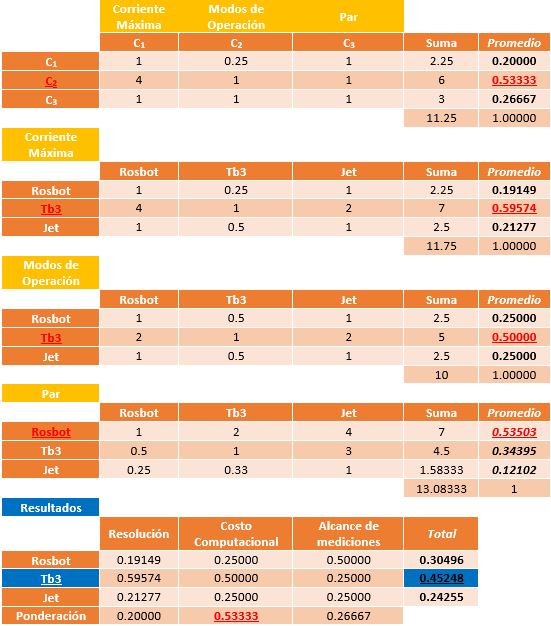 Corriente Máxima Modos de Operación Par
C1 C2 C3 Suma Promedio
C1 1 0.25 1 2.25 0.20000
C2 4 1 1 6 0.53333
C3 1 1 1 3 0.26667
11.25 1.00000
Corriente Máxima
Rosbot Tb3 Jet Suma Promedio
Rosbot 1 0.25 1 2.25 0.19149
Tb3 4 1 2 7 0.59574
Jet 1 0.5 1 2.5 0.21277
11.75 1.00000
Modos de Operación
Rosbot Tb3 Jet Suma Promedio
Rosbot 1 0.5 1 2.5 0.25000
Tb3 2 1 2 5 0.50000
Jet 1 0.5 1 2.5 0.25000
10 1.00000
Par
Rosbot Tb3 Jet Suma Promedio
Rosbot 1 2 4 7 0.53503
Tb3 0.5 1 3 4.5 0.34395
Jet 0.25 0.33 1 1.58333 0.12102
13.08333 1
Resultados
Resolución Costo Computacional Alcance de mediciones Total
Rosbot 0.19149 0.25000 0.50000 0.30496
Tb3 0.59574 0.50000 0.25000 0.45248
Jet 0.21277 0.25000 0.25000 0.24255
Ponderación 0.20000 0.53333 0.26667